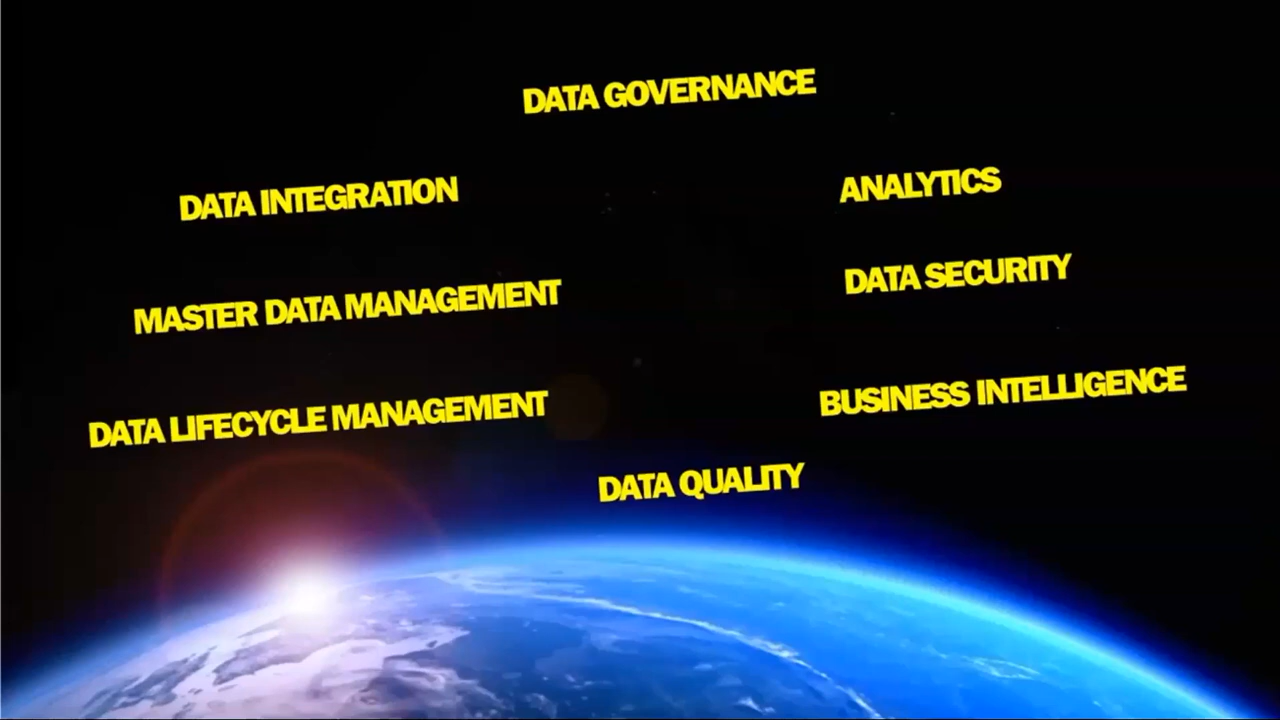 DATA GOVERNANCE
DATA INTEGRATION
ANALYTICS
MASTER DATA MANAGEMENT
DATA SECURITY
DATA LIFECYCLE MANAGEMENT
BUSINESS INTELLIGENCE
DATA QUALITY